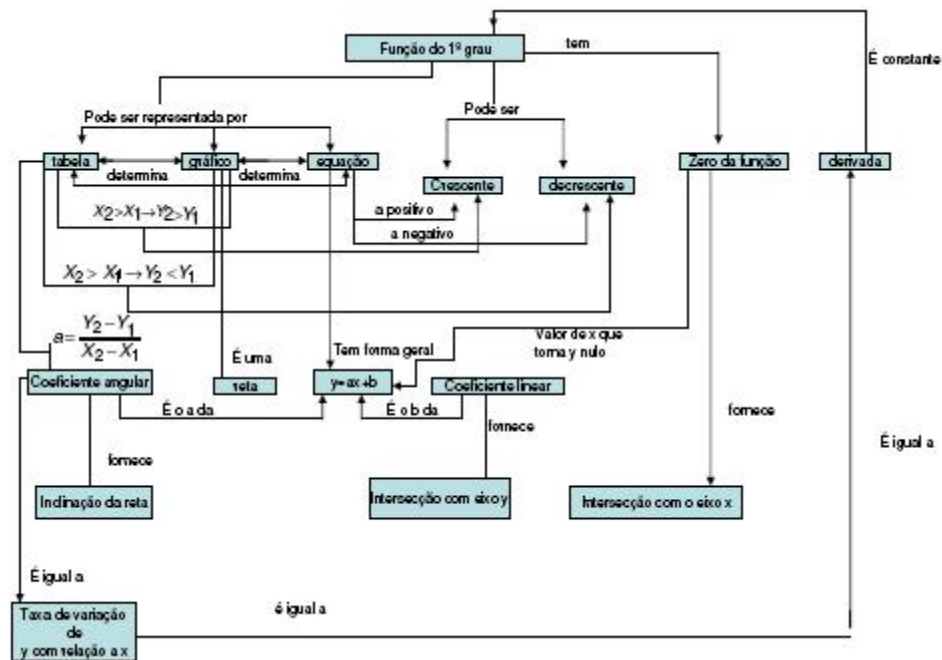 Função do 1º grau
tem
É constante
Pode ser representada por
Pode ser
tabela
gráfico
equação
Zero da função
derivada
determina
determina
Crescente
decrescente
X₂>X₁→Y₂>Y₁
a positivo
a negativo
X₂> X₁→Y₂<Y₁
a= Y₂−Y₁ / X₂−X₁
Valor de x que
torna y nulo
Tem forma geral
É uma
Coeficiente angular
reta
y=ax+b
Coeficiente linear
É o a da
É o b da
fornece
fornece
É igual a
fornece
Inclinação da reta
Intersecção com eixo y
Intersecção com o eixo x
É igual a
é igual a
Taxa de variação
de
y com relação a x